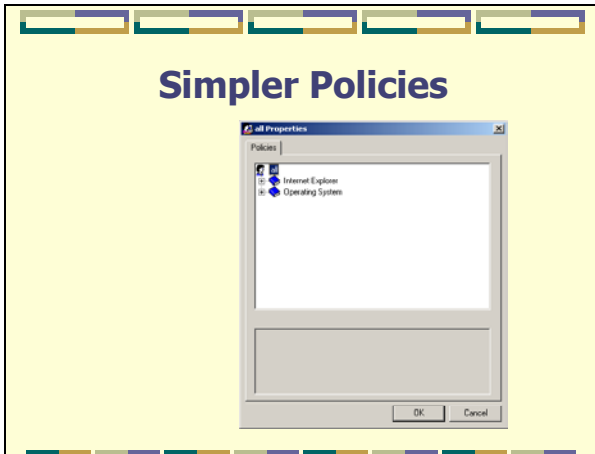 Simpler Policies
all Properties
Policies
all
Internet Explorer
Operating System
OK Cancel